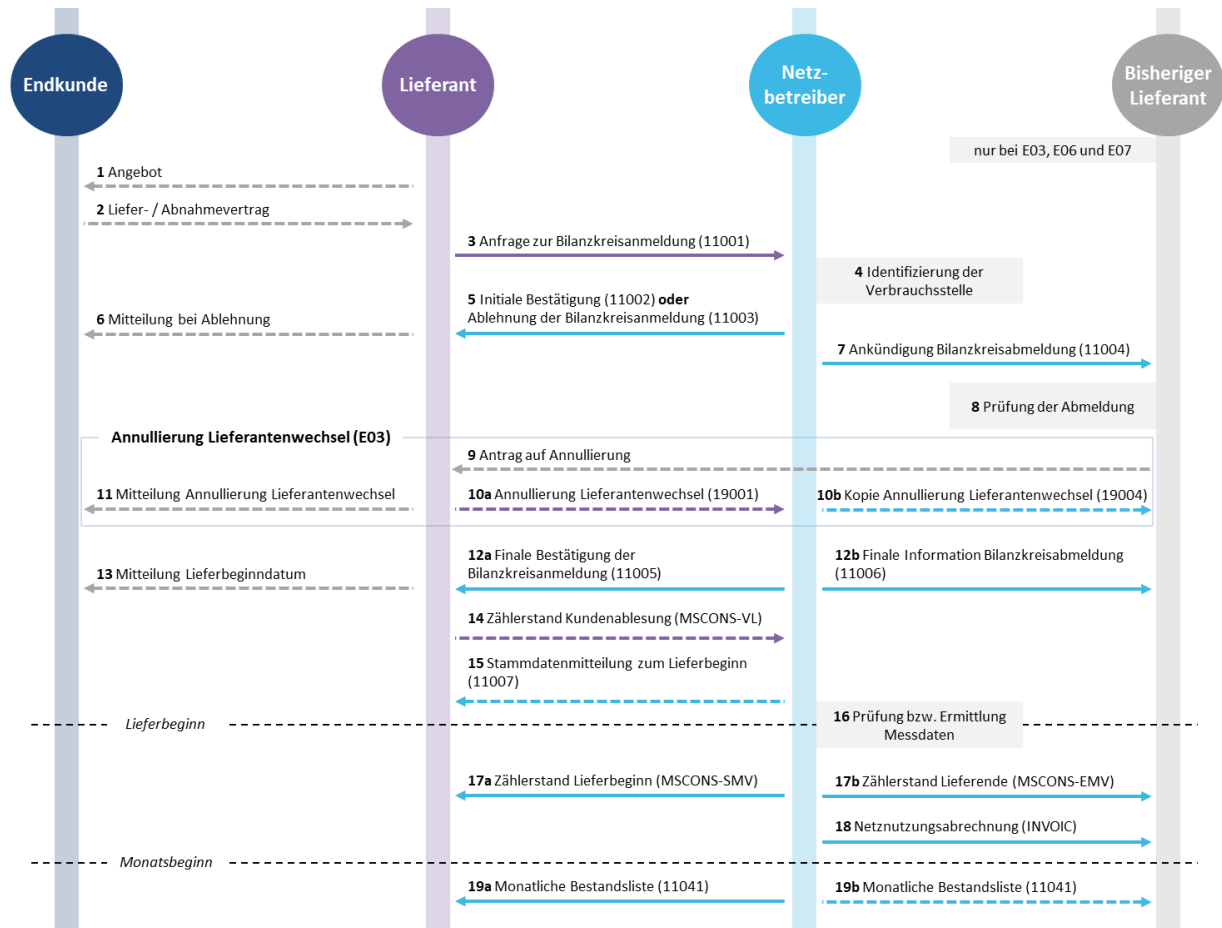 Endkunde
Lieferant
Netz-
betreiber
Bisheriger
Lieferant
nur bei E03, E06 und E07
1 Angebot
2 Liefer- / Abnahmevertrag
3 Anfrage zur Bilanzkreisanmeldung (11001)
4 Identifizierung der
Verbrauchsstelle
5 Initiale Bestätigung (11002) oder
Ablehnung der Bilanzkreisanmeldung (11003)
6 Mitteilung bei Ablehnung
7 Ankündigung Bilanzkreisabmeldung (11004)
8 Prüfung der Abmeldung
Annullierung Lieferantenwechsel (E03)
9 Antrag auf Annullierung
11 Mitteilung Annullierung Lieferantenwechsel
10a Annullierung Lieferantenwechsel (19001)
10b Kopie Annullierung Lieferantenwechsel (19004)
12a Finale Bestätigung der
Bilanzkreisanmeldung (11005)
12b Finale Information Bilanzkreisabmeldung
(11006)
13 Mitteilung Lieferbeginndatum
14 Zählerstand Kundenablesung (MSCONS-VL)
15 Stammdatenmitteilung zum Lieferbeginn
(11007)
Lieferbeginn
16 Prüfung bzw. Ermittlung
Messdaten
17a Zählerstand Lieferbeginn (MSCONS-SMV)
17b Zählerstand Lieferende (MSCONS-EMV)
18 Netznutzungsabrechnung (INVOIC)
Monatsbeginn
19a Monatliche Bestandsliste (11041)
19b Monatliche Bestandsliste (11041)